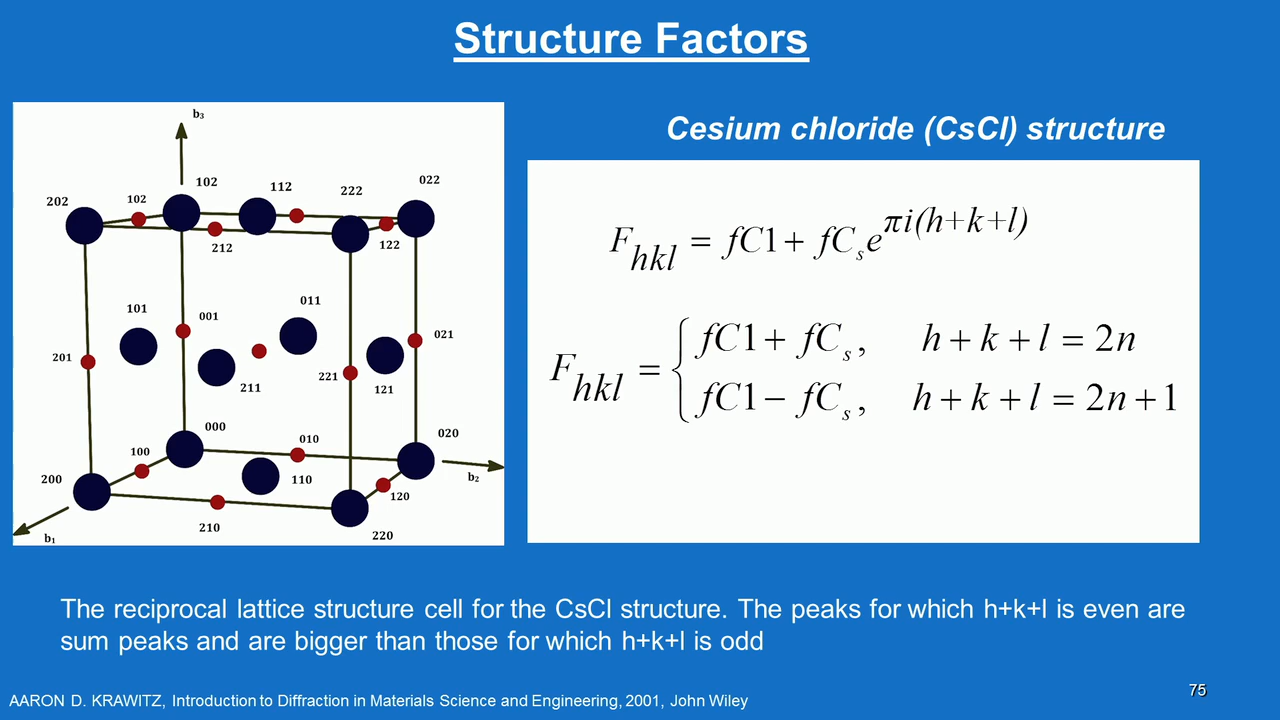 Structure Factors
Cesium chloride (CsCl) structure
b₃
102
112
222
022
202
102
212
122
101
001
011
021
201
211
221
121
000
010
020
100
200
110
120
b₂
210
220
b₁
F_hkl = fC1 + fC_s e^πi(h+k+l)
F_hkl = { fC1 + fC_s, h + k + l = 2n
fC1 − fC_s, h + k + l = 2n + 1
The reciprocal lattice structure cell for the CsCl structure. The peaks for which h+k+l is even are
sum peaks and are bigger than those for which h+k+l is odd
AARON D. KRAWITZ, Introduction to Diffraction in Materials Science and Engineering, 2001, John Wiley
75